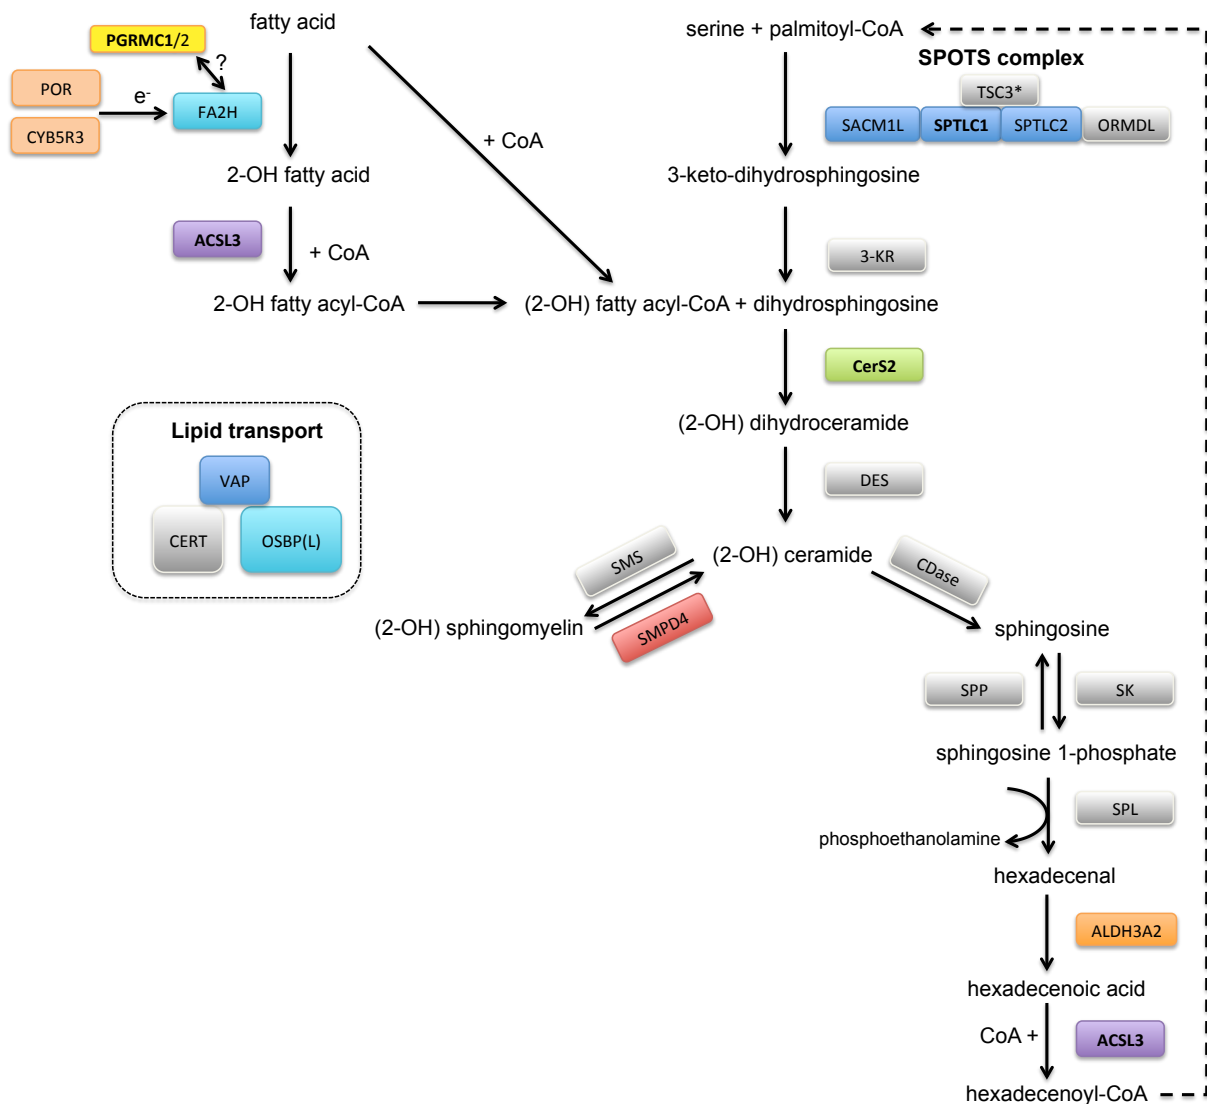 fatty acid
serine + palmitoyl-CoA
PGRMC1/2
SPOTS complex
?
POR
e-
FA2H
CYB5R3
TSC3*
SACM1L
SPTLC1
SPTLC2
ORMDL
+ CoA
2-OH fatty acid
3-keto-dihydrosphingosine
ACSL3
+ CoA
3-KR
2-OH fatty acyl-CoA
(2-OH) fatty acyl-CoA + dihydrosphingosine
CerS2
(2-OH) dihydroceramide
Lipid transport
VAP
CERT
OSBP(L)
DES
(2-OH) ceramide
SMS
CDase
(2-OH) sphingomyelin
SMPD4
sphingosine
SPP
SK
sphingosine 1-phosphate
SPL
phosphoethanolamine
hexadecenal
ALDH3A2
hexadecenoic acid
CoA +
ACSL3
hexadecenoyl-CoA